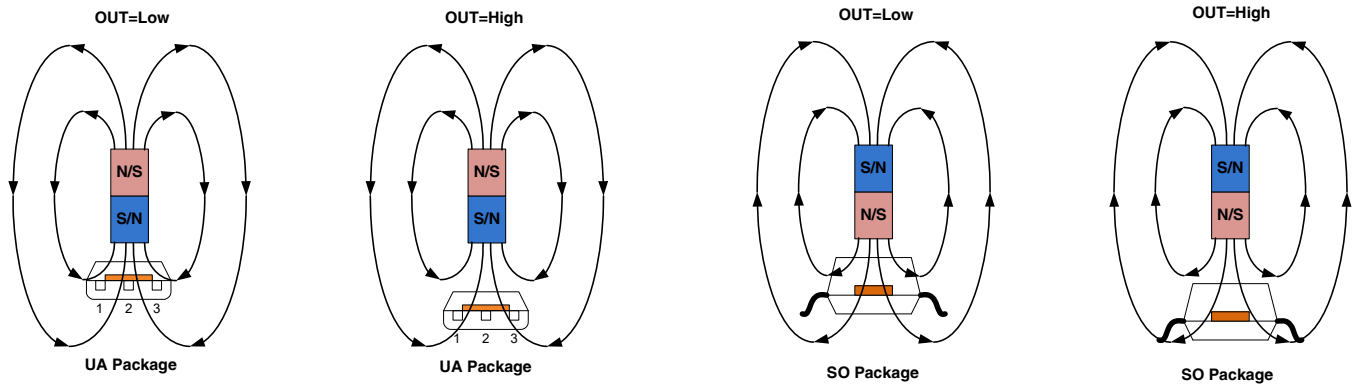 OUT=Low
N/S
S/N
1 2 3
UA Package
OUT=High
N/S
S/N
1 2 3
UA Package
OUT=Low
S/N
N/S
SO Package
OUT=High
S/N
N/S
SO Package